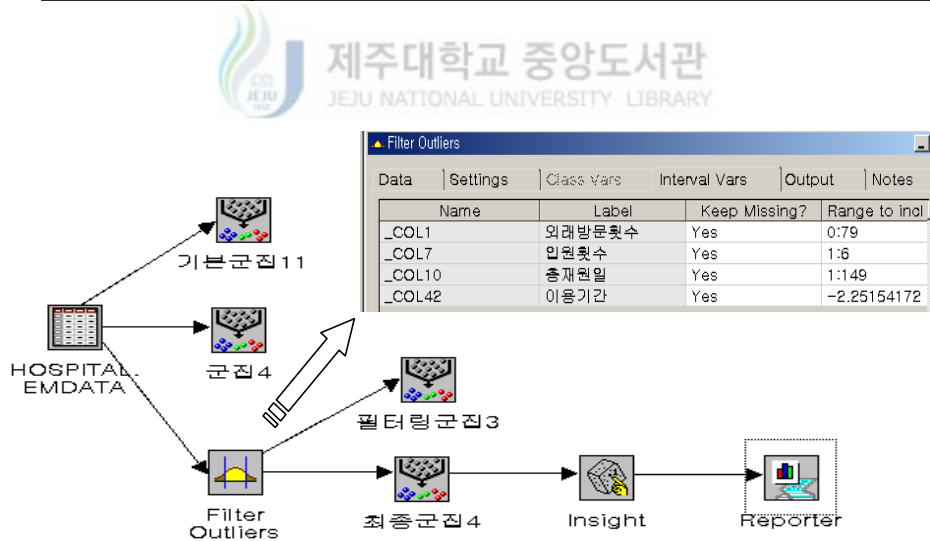 제주대학교 중앙도서관
JEJU NATIONAL UNIVERSITY LIBRARY
JEJU
1952
Filter Outliers
Data Settings Class Vars Interval Vars Output Notes
Name Label Keep Missing? Range to incl
_COL1 외래방문횟수 Yes 0:79
_COL7 입원횟수 Yes 1:6
_COL10 총재원일 Yes 1:149
_COL42 이용기간 Yes -2.25154172
기본군집11
HOSPITAL.
EMDATA
군집4
필터링군집3
Filter
Outliers
최종군집4
Insight
Reporter